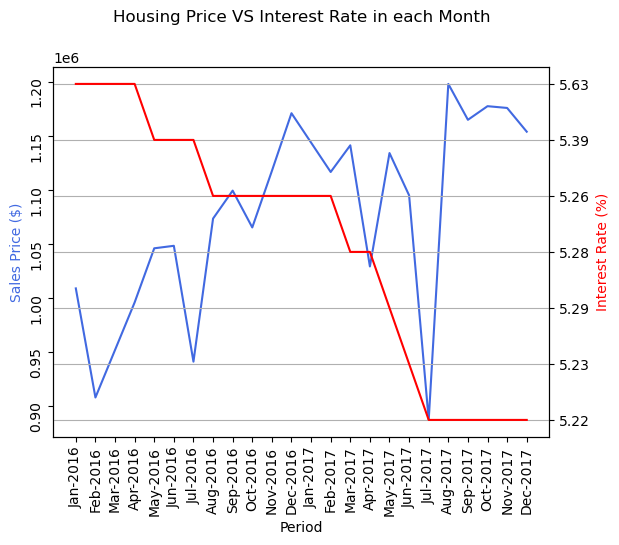 Housing Price VS Interest Rate in each Month
1e6
1.20
1.15
1.10
1.05
1.00
0.95
0.90
Sales Price ($)
5.63
5.39
5.26
5.28
5.29
5.23
5.22
Interest Rate (%)
Jan-2016
Feb-2016
Mar-2016
Apr-2016
May-2016
Jun-2016
Jul-2016
Aug-2016
Sep-2016
Oct-2016
Nov-2016
Dec-2016
Jan-2017
Feb-2017
Mar-2017
Apr-2017
May-2017
Jun-2017
Jul-2017
Aug-2017
Sep-2017
Oct-2017
Nov-2017
Dec-2017
Period